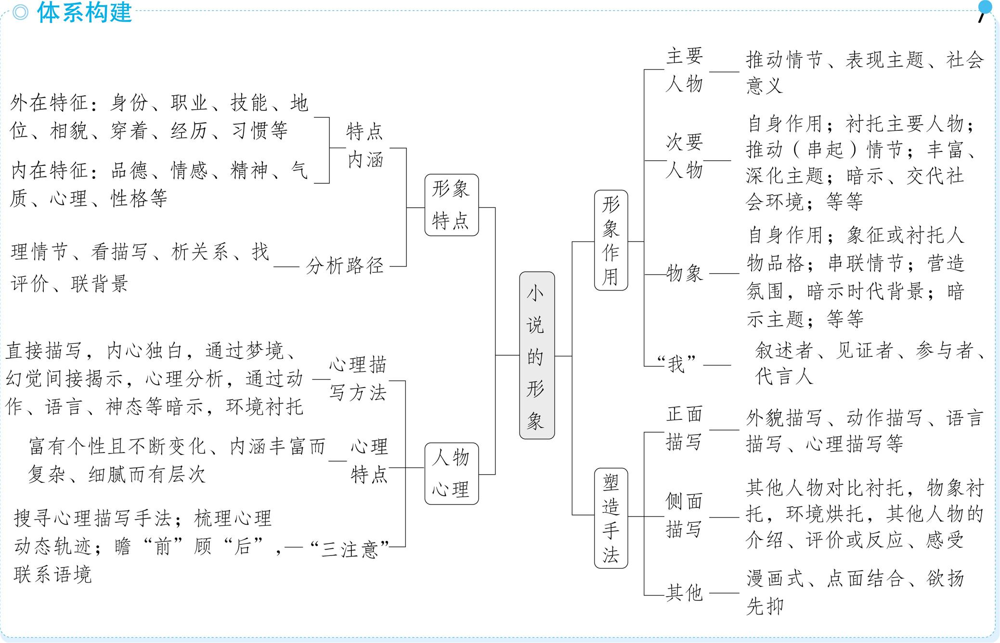 体系构建
外在特征：身份、职业、技能、地
位、相貌、穿着、经历、习惯等
内在特征：品德、情感、精神、气
质、心理、性格等
特点
内涵
理情节、看描写、析关系、找
评价、联背景
分析路径
形象
特点
直接描写，内心独白，通过梦境、
幻觉间接揭示，心理分析，通过动
作、语言、神态等暗示，环境衬托
心理描
写方法
富有个性且不断变化、内涵丰富而
复杂、细腻而有层次
心理
特点
搜寻心理描写手法；梳理心理
动态轨迹；瞻“前”顾“后”，
联系语境
“三注意”
人物
心理
小
说
的
形
象
形
象
作
用
主要
人物
推动情节、表现主题、社会
意义
次要
人物
自身作用；衬托主要人物；
推动（串起）情节；丰富、
深化主题；暗示、交代社
会环境；等等
物象
自身作用；象征或衬托人
物品格；串联情节；营造
氛围，暗示时代背景；暗
示主题；等等
“我”
叙述者、见证者、参与者、
代言人
塑
造
手
法
正面
描写
外貌描写、动作描写、语言
描写、心理描写等
侧面
描写
其他人物对比衬托，物象衬
托，环境烘托，其他人物的
介绍、评价或反应、感受
其他
漫画式、点面结合、欲扬
先抑